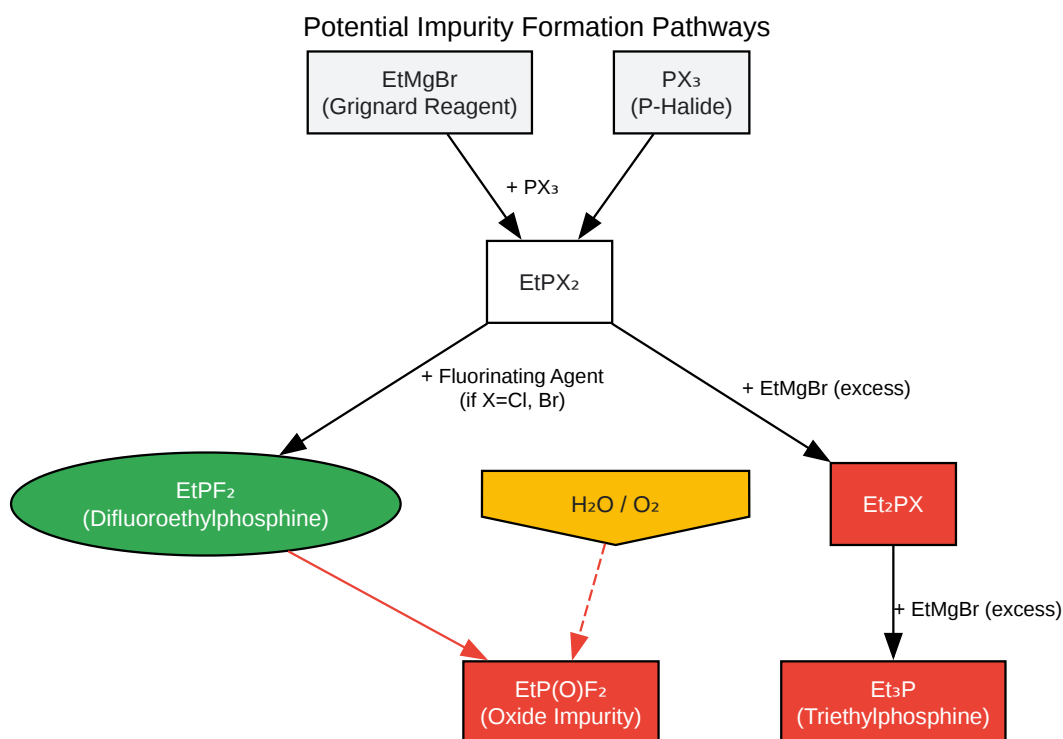 Potential Impurity Formation Pathways
EtMgBr
(Grignard Reagent)
PX₃
(P-Halide)
+ PX₃
EtPX₂
+ Fluorinating Agent
(if X=Cl, Br)
+ EtMgBr (excess)
EtPF₂
(Difluoroethylphosphine)
H₂O / O₂
Et₂PX
+ EtMgBr (excess)
EtP(O)F₂
(Oxide Impurity)
Et₃P
(Triethylphosphine)